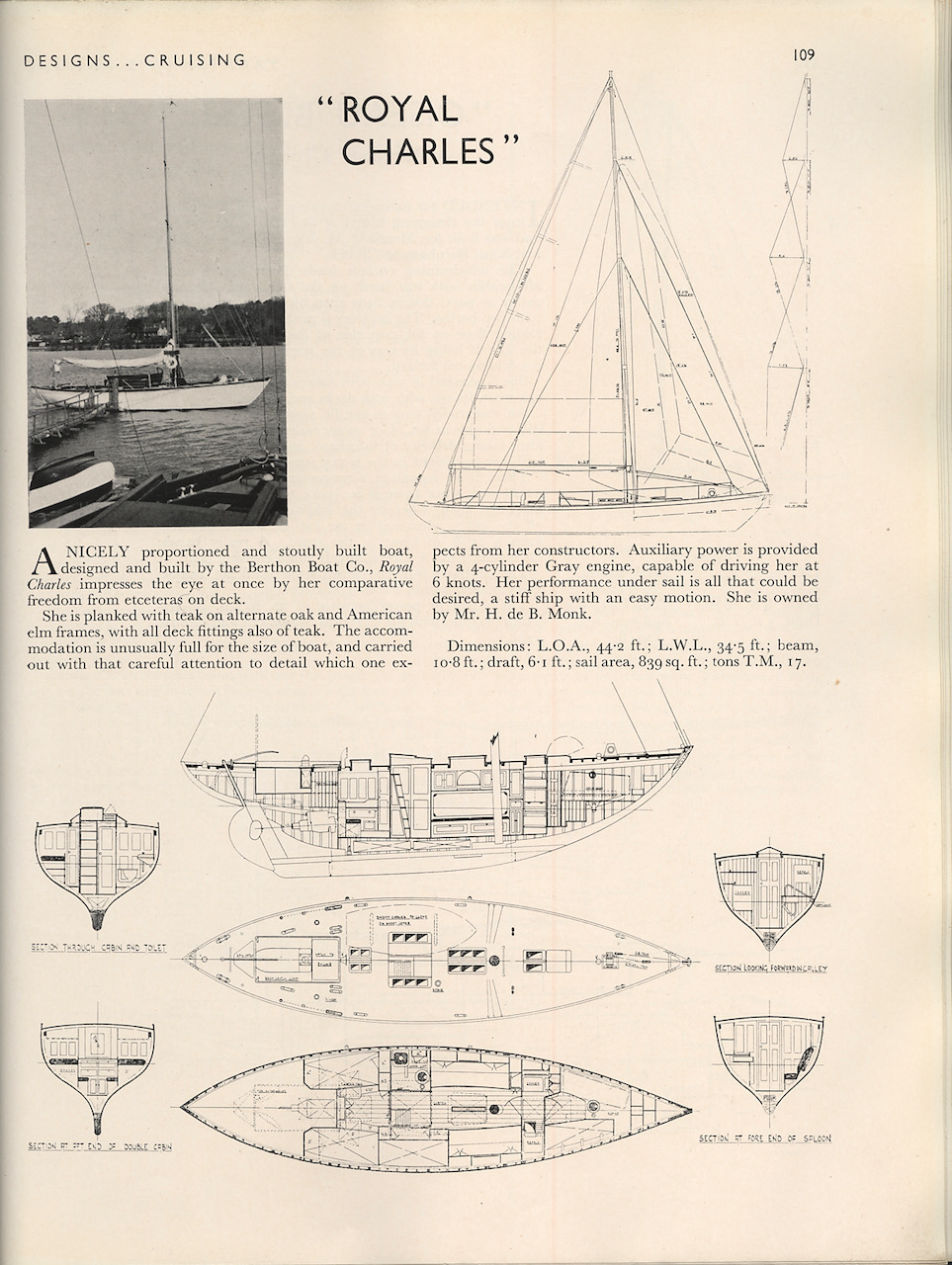 DESIGNS...CRUISING
109
“ROYAL
CHARLES”
A NICELY proportioned and stoutly built boat,
designed and built by the Berthon Boat Co., Royal
Charles impresses the eye at once by her comparative
freedom from etceteras on deck.
She is planked with teak on alternate oak and American
elm frames, with all deck fittings also of teak. The accom-
modation is unusually full for the size of boat, and carried
out with that careful attention to detail which one ex-
pects from her constructors. Auxiliary power is provided
by a 4-cylinder Gray engine, capable of driving her at
6 knots. Her performance under sail is all that could be
desired, a stiff ship with an easy motion. She is owned
by Mr. H. de B. Monk.
Dimensions: L.O.A., 44·2 ft.; L.W.L., 34·5 ft.; beam,
10·8 ft.; draft, 6·1 ft.; sail area, 839 sq. ft.; tons T.M., 17.
SECTION THROUGH CABIN AND TOILET
SECTION LOOKING FORWARD IN GALLEY
SECTION AT AFT END OF DOUBLE CABIN
SECTION AT FORE END OF SALOON